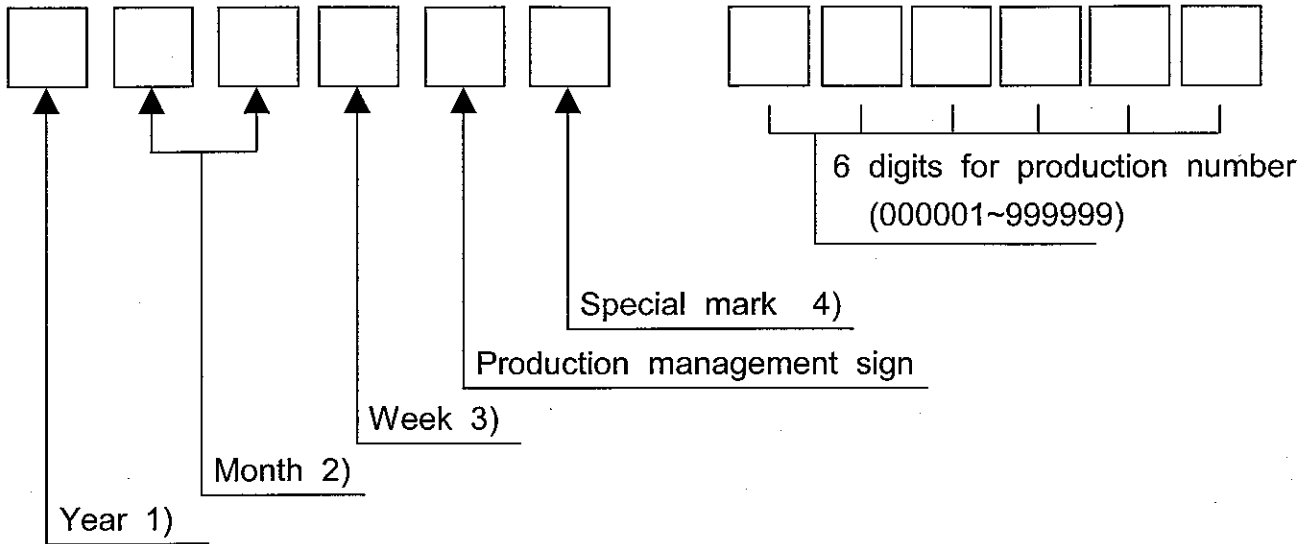 6 digits for production number
(000001~999999)
Special mark 4)
Production management sign
Week 3)
Month 2)
Year 1)